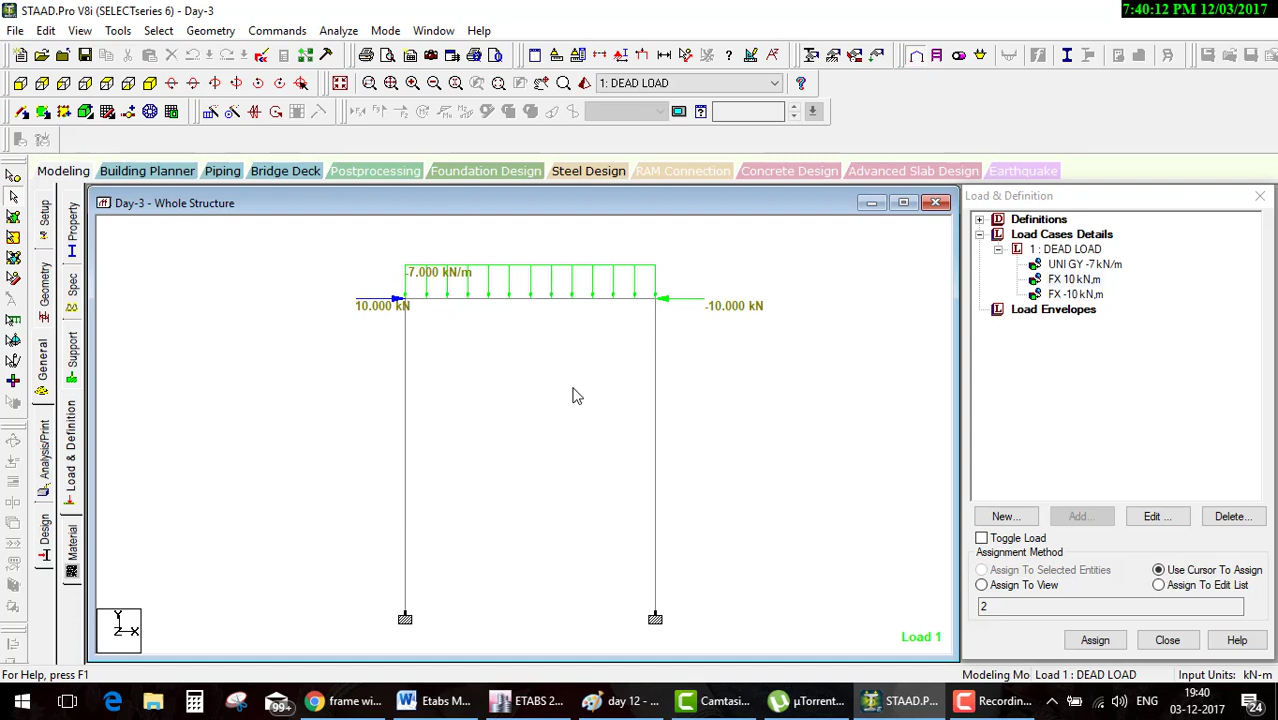 STAAD.Pro V8i (SELECTseries 6) - Day-3
7:40:12 PM 12/03/2017
File Edit View Tools Select Geometry Commands Analyze Mode Window Help
1: DEAD LOAD
Modeling Building Planner Piping Bridge Deck Postprocessing Foundation Design Steel Design RAM Connection Concrete Design Advanced Slab Design Earthquake
Setup
Geometry
General
Analysis/Print
Design
Property
Spec
Support
Load & Definition
Material
Day-3 - Whole Structure
-7.000 kN/m
10.000 kN
-10.000 kN
Y
Z X
Load 1
Load & Definition
Definitions
Load Cases Details
1 : DEAD LOAD
UNI GY -7 kN/m
FX 10 kN,m
FX -10 kN,m
Load Envelopes
New... Add... Edit ... Delete...
Toggle Load
Assignment Method
Assign To Selected Entities Use Cursor To Assign
Assign To View Assign To Edit List
2
Assign Close Help
For Help, press F1
Modeling Mo Load 1 : DEAD LOAD Input Units: kN-m
99+ frame wi... Etabs M... ETABS 2... day 12 - ... Camtasi... µTorrent... STAAD.P... Recordin...
ENG
19:40
03-12-2017
24